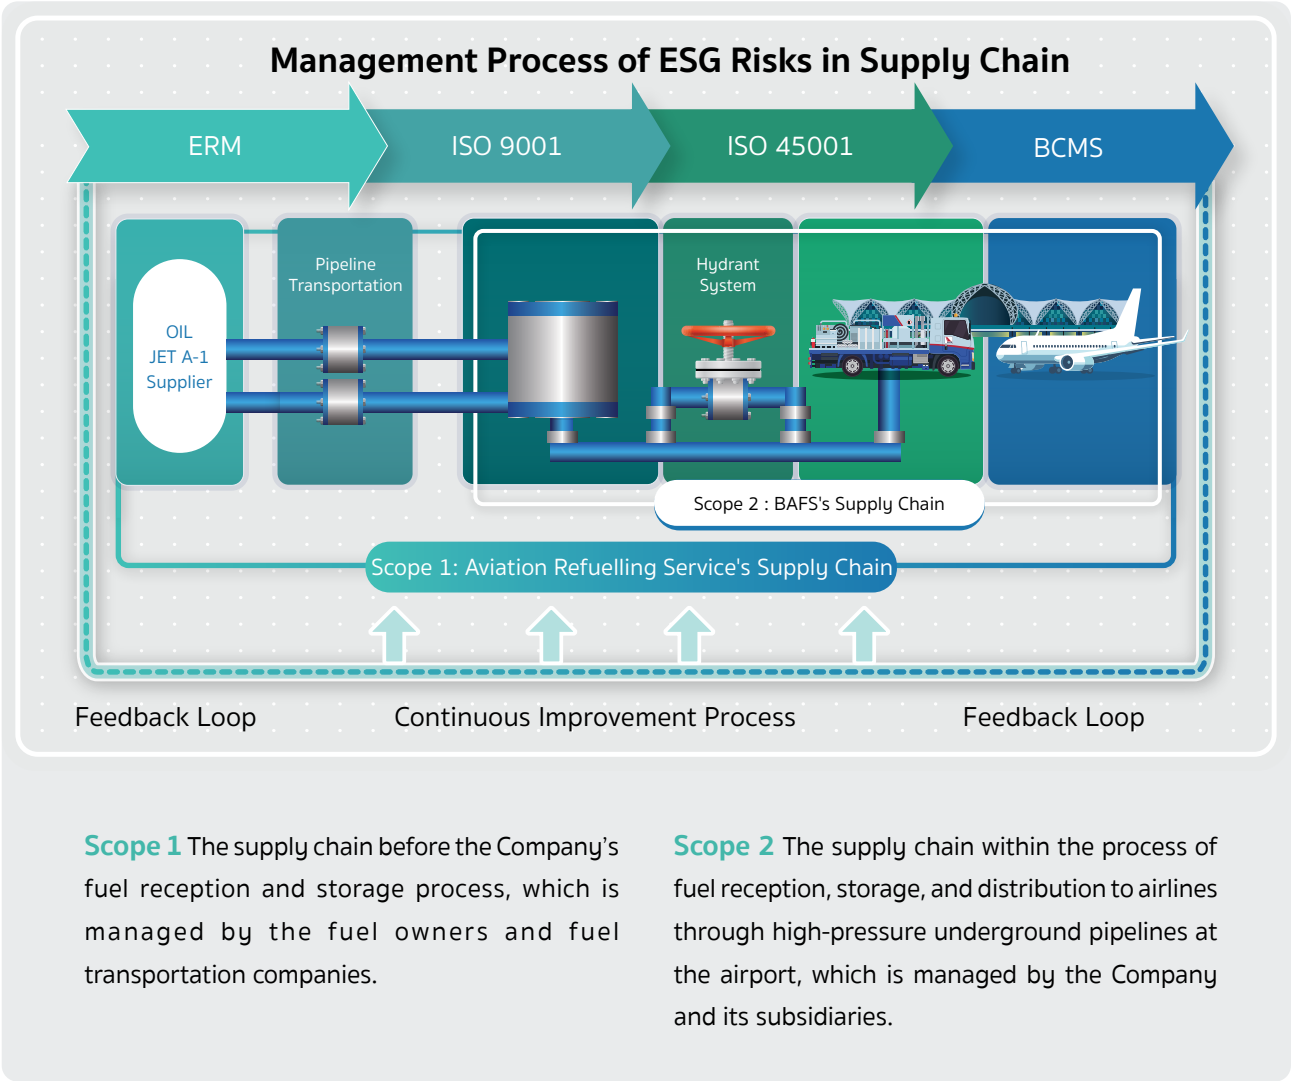 Management Process of ESG Risks in Supply Chain
ERM
ISO 9001
ISO 45001
BCMS
OIL
JET A-1
Supplier
Pipeline
Transportation
Hydrant
System
Scope 2 : BAFS's Supply Chain
Scope 1: Aviation Refuelling Service's Supply Chain
Feedback Loop
Continuous Improvement Process
Feedback Loop
Scope 1 The supply chain before the Company's
fuel reception and storage process, which is
managed by the fuel owners and fuel
transportation companies.
Scope 2 The supply chain within the process of
fuel reception, storage, and distribution to airlines
through high-pressure underground pipelines at
the airport, which is managed by the Company
and its subsidiaries.